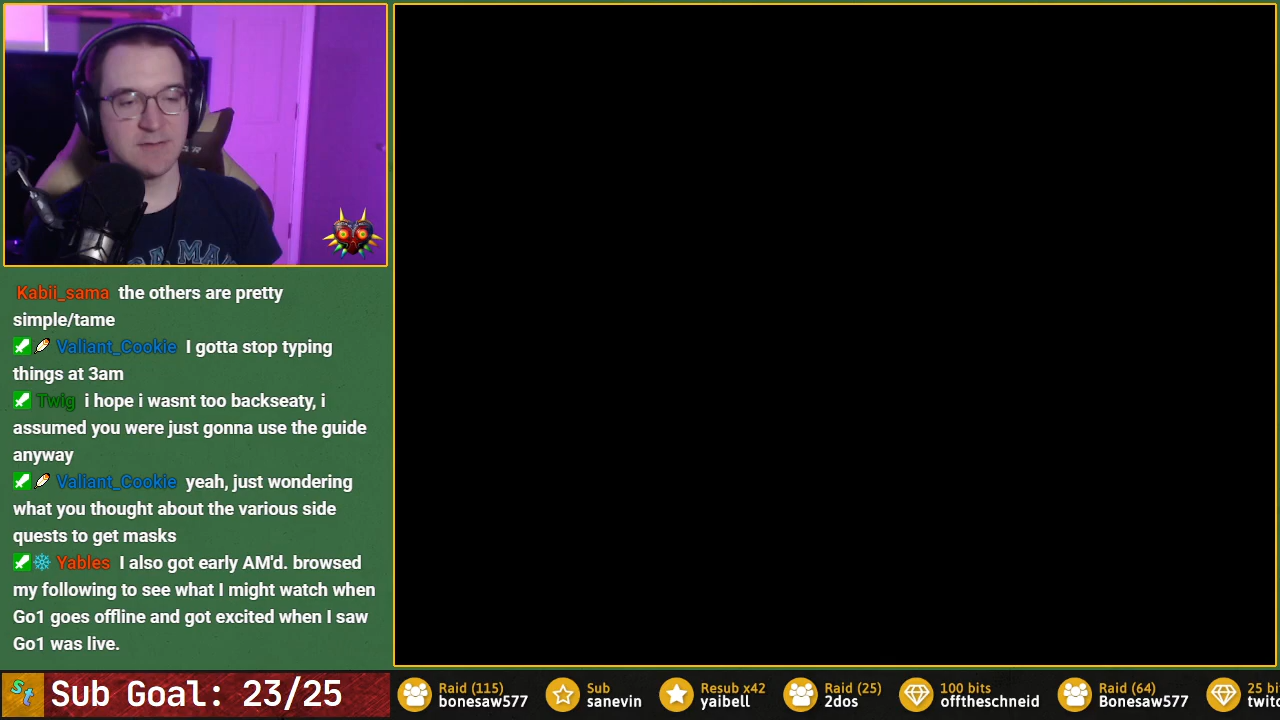 Kabii_sama the others are pretty
simple/tame
Valiant_Cookie I gotta stop typing
things at 3am
Twig i hope i wasnt too backseaty, i
assumed you were just gonna use the guide
anyway
Valiant_Cookie yeah, just wondering
what you thought about the various side
quests to get masks
Yables I also got early AM'd. browsed
my following to see what I might watch when
Go1 goes offline and got excited when I saw
Go1 was live.
St Sub Goal: 23/25
Raid (115)
bonesaw577
Sub
sanevin
Resub x42
yaibell
Raid (25)
2dos
100 bits
offtheschneid
Raid (64)
Bonesaw577
25 bi
twitc